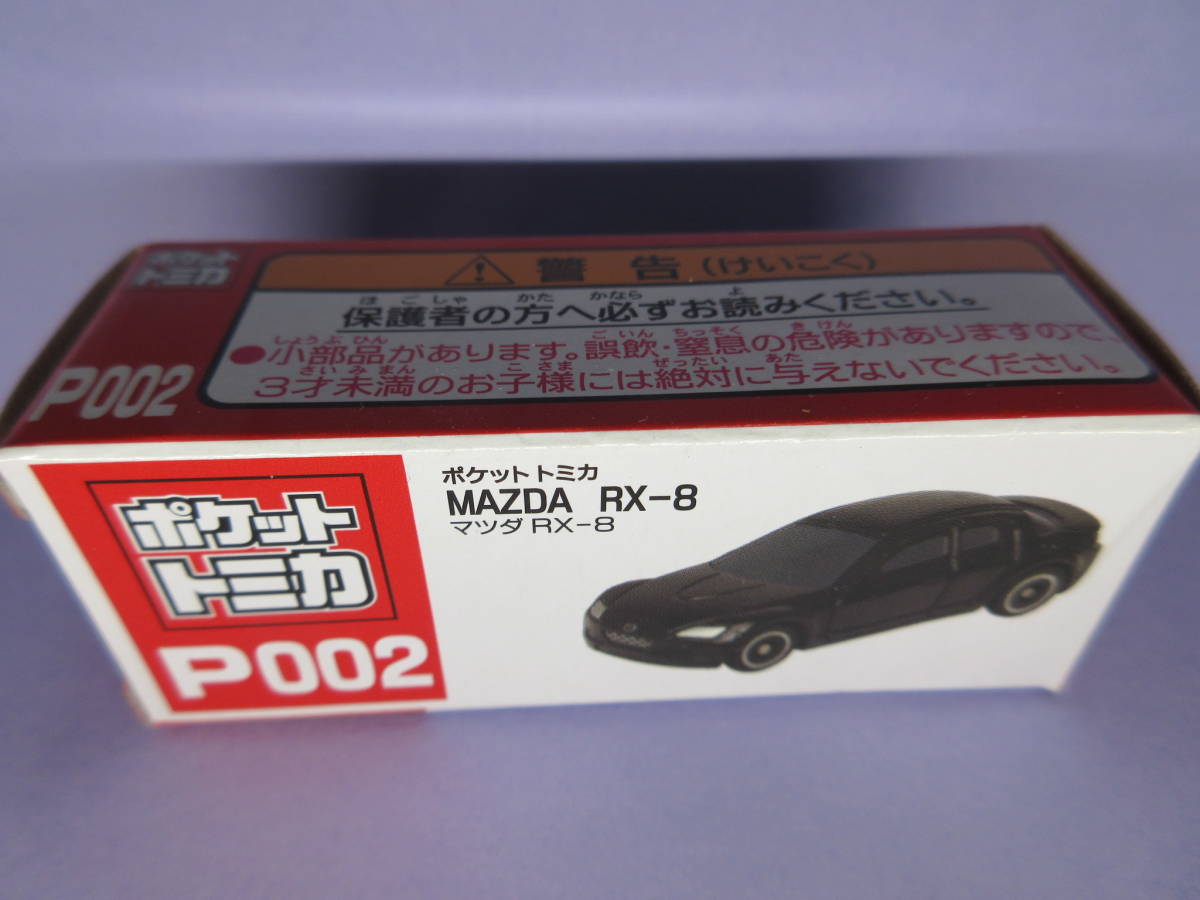 ポケット
トミカ
P002
警告(けいこく)
ほごしゃ かた かなら よ
保護者の方へ必ずお読みください。
しょうぶひん ごいん ちっそく きけん
●小部品があります。誤飲・窒息の危険がありますので、
さいみまん こさま ぜったい あた
3才未満のお子様には絶対に与えないでください。
ポケット
トミカ
P002
ポケットトミカ
MAZDA RX-8
マツダ RX-8